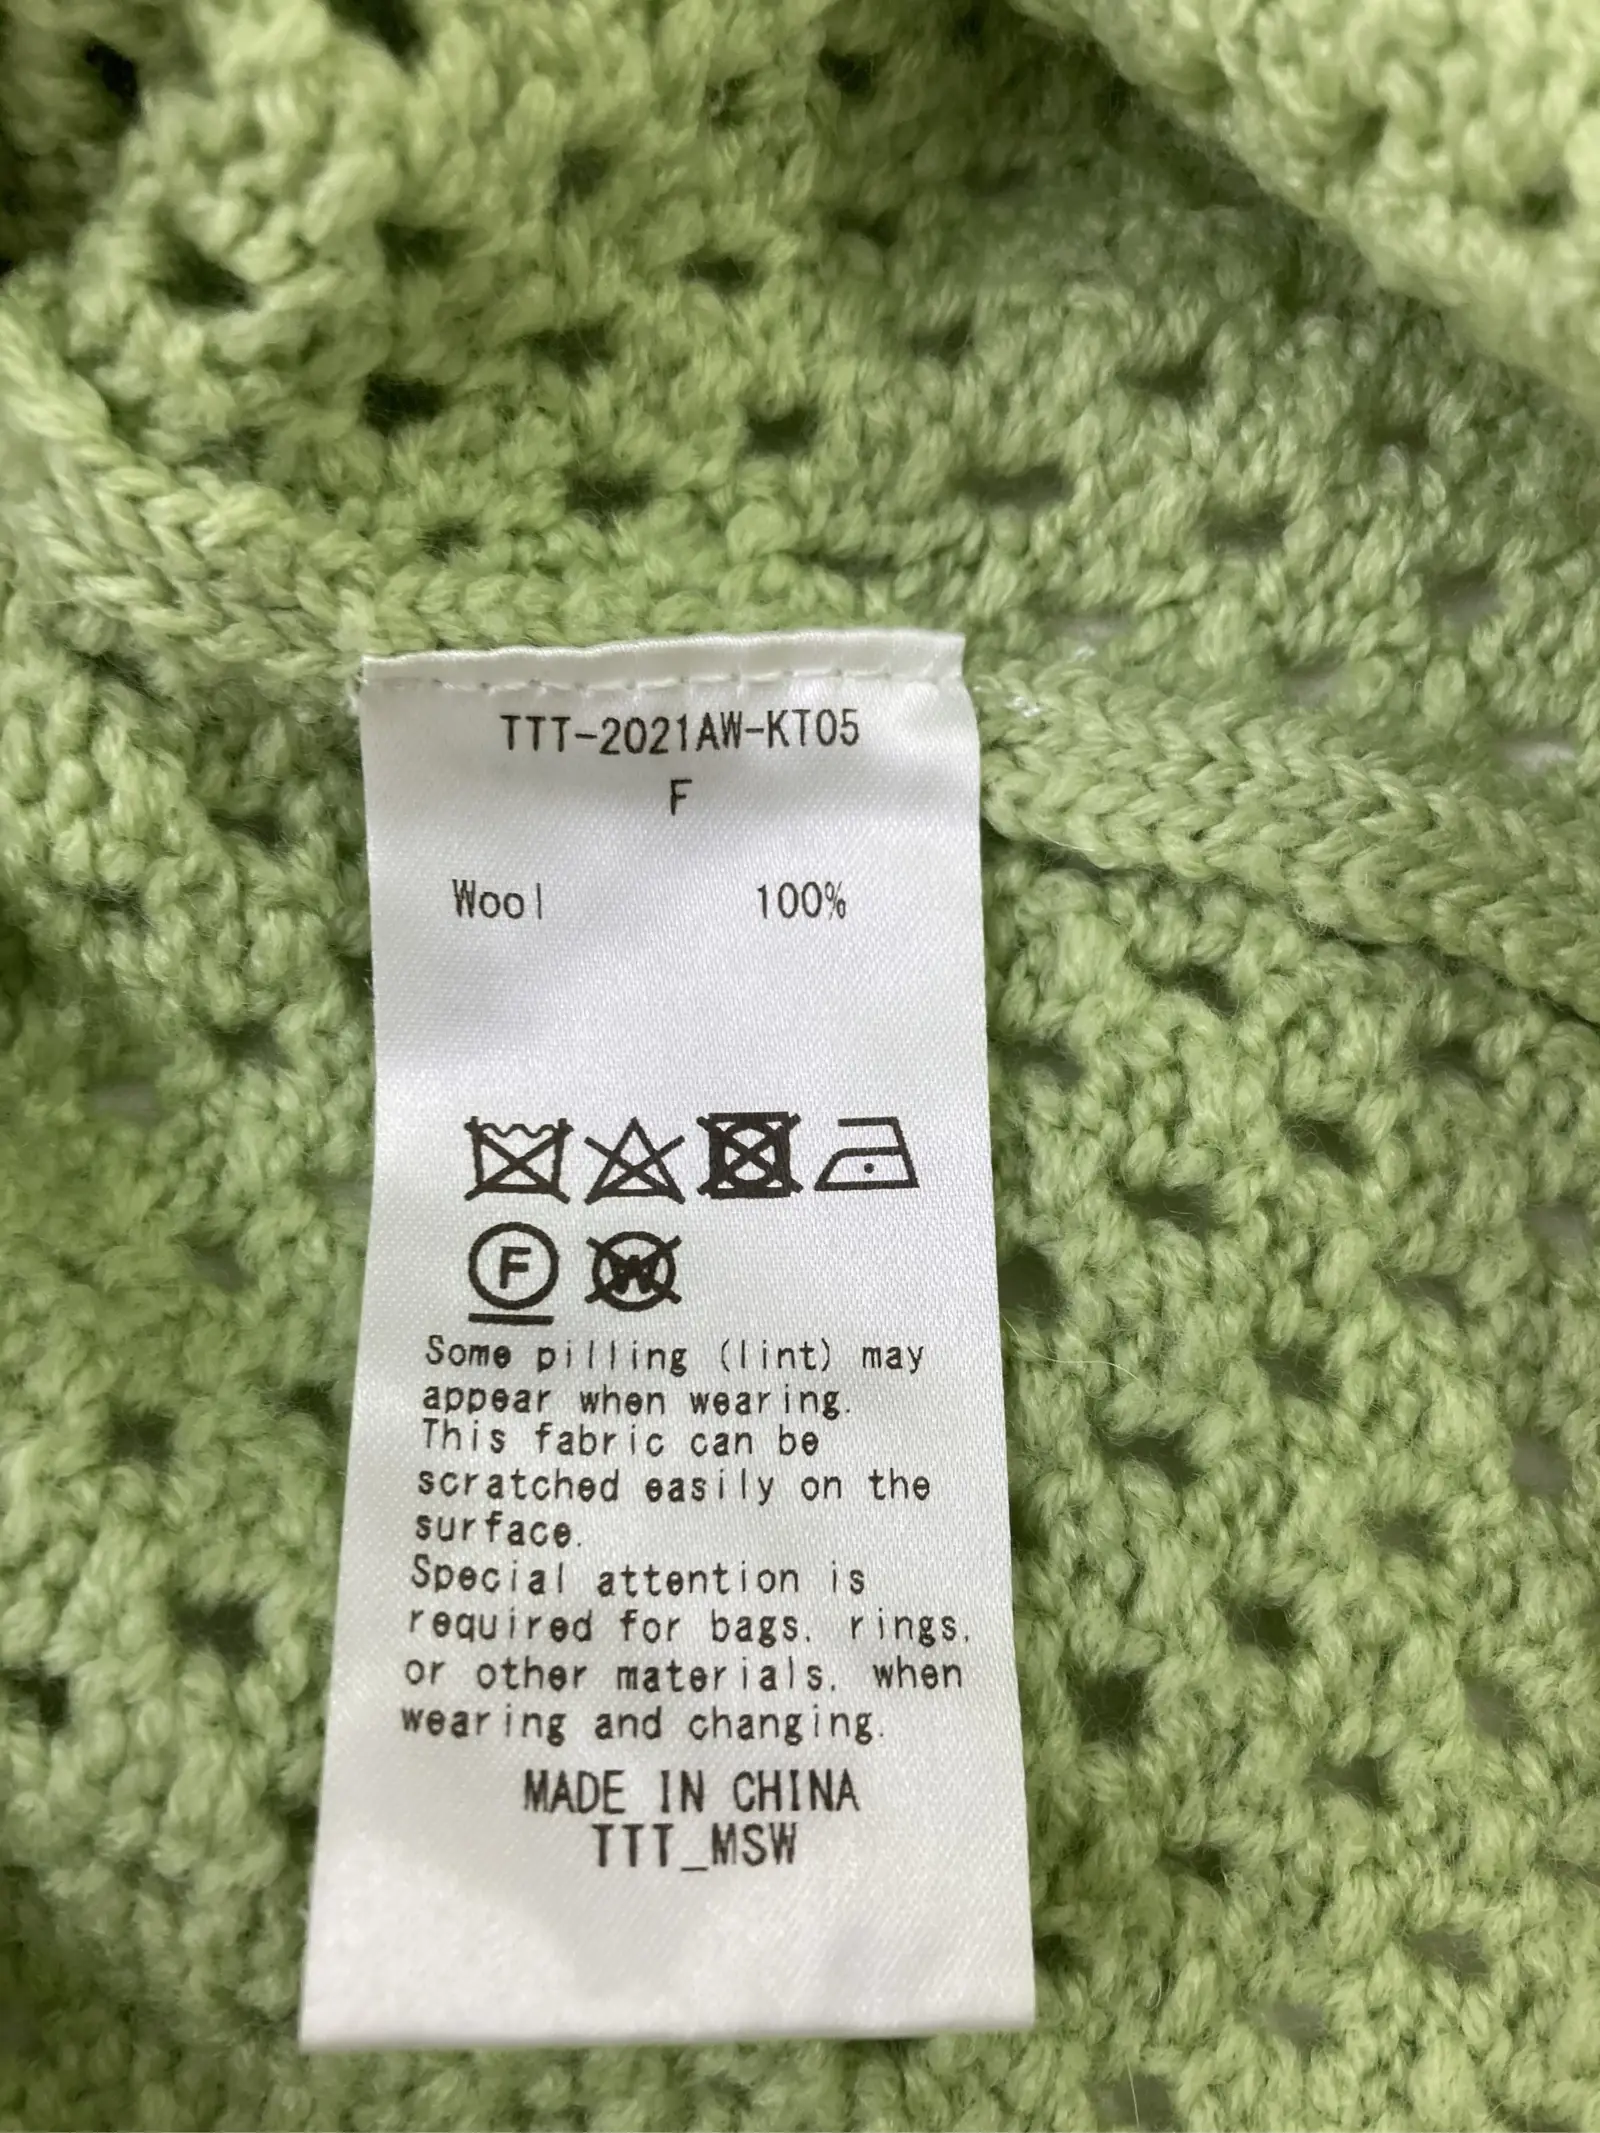 TTT-2021AW-KT05
F
Wool 100%
F W
Some pilling (lint) may
appear when wearing.
This fabric can be
scratched easily on the
surface.
Special attention is
required for bags, rings,
or other materials, when
wearing and changing.
MADE IN CHINA
TTT_MSW